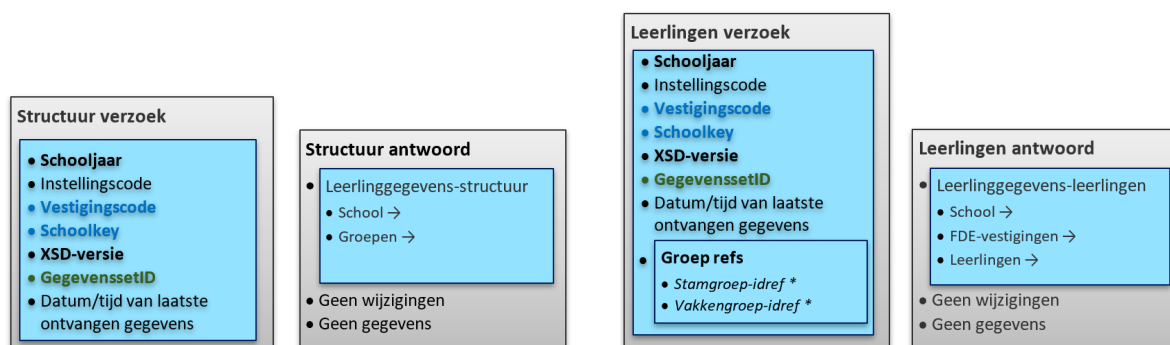 Structuur verzoek
● Schooljaar
● Instellingscode
● Vestigingscode
● Schoolkey
● XSD-versie
● GegevenssetID
● Datum/tijd van laatste
ontvangen gegevens
Structuur antwoord
● Leerlinggegevens-structuur
● School →
● Groepen →
● Geen wijzigingen
● Geen gegevens
Leerlingen verzoek
● Schooljaar
● Instellingscode
● Vestigingscode
● Schoolkey
● XSD-versie
● GegevenssetID
● Datum/tijd van laatste
ontvangen gegevens
● Groep refs
● Stamgroep-idref *
● Vakkengroep-idref *
Leerlingen antwoord
● Leerlinggegevens-leerlingen
● School →
● FDE-vestigingen →
● Leerlingen →
● Geen wijzigingen
● Geen gegevens